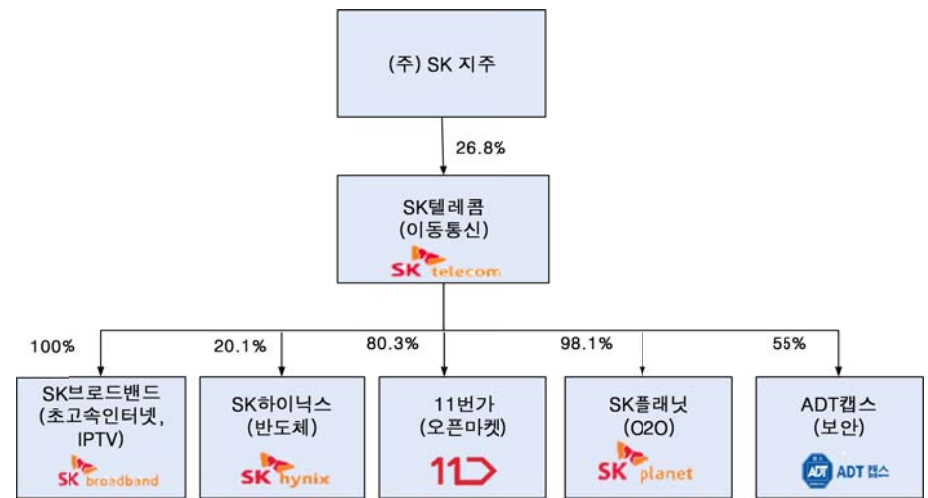 (주) SK 지주
26.8%
SK텔레콤
(이동통신)
SK telecom
100%
20.1%
80.3%
98.1%
55%
SK브로드밴드
(초고속인터넷,
IPTV)
SK broadband
SK하이닉스
(반도체)
SK hynix
11번가
(오픈마켓)
11
SK플래닛
(O2O)
SK planet
ADT캡스
(보안)
ADT
ADT 캡스